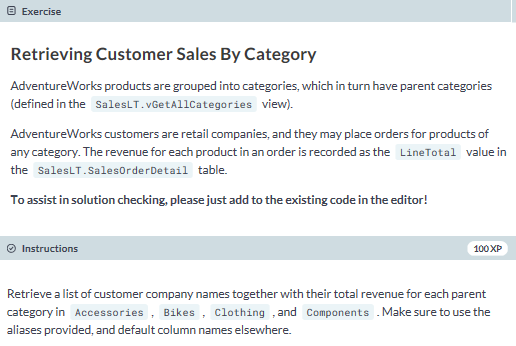 Exercise
Retrieving Customer Sales By Category
AdventureWorks products are grouped into categories, which in turn have parent categories
(defined in the SalesLT.vGetAllCategories view).
AdventureWorks customers are retail companies, and they may place orders for products of
any category. The revenue for each product in an order is recorded as the LineTotal value in
the SalesLT.SalesOrderDetail table.
To assist in solution checking, please just add to the existing code in the editor!
Instructions 100 XP
Retrieve a list of customer company names together with their total revenue for each parent
category in Accessories , Bikes , Clothing , and Components . Make sure to use the
aliases provided, and default column names elsewhere.